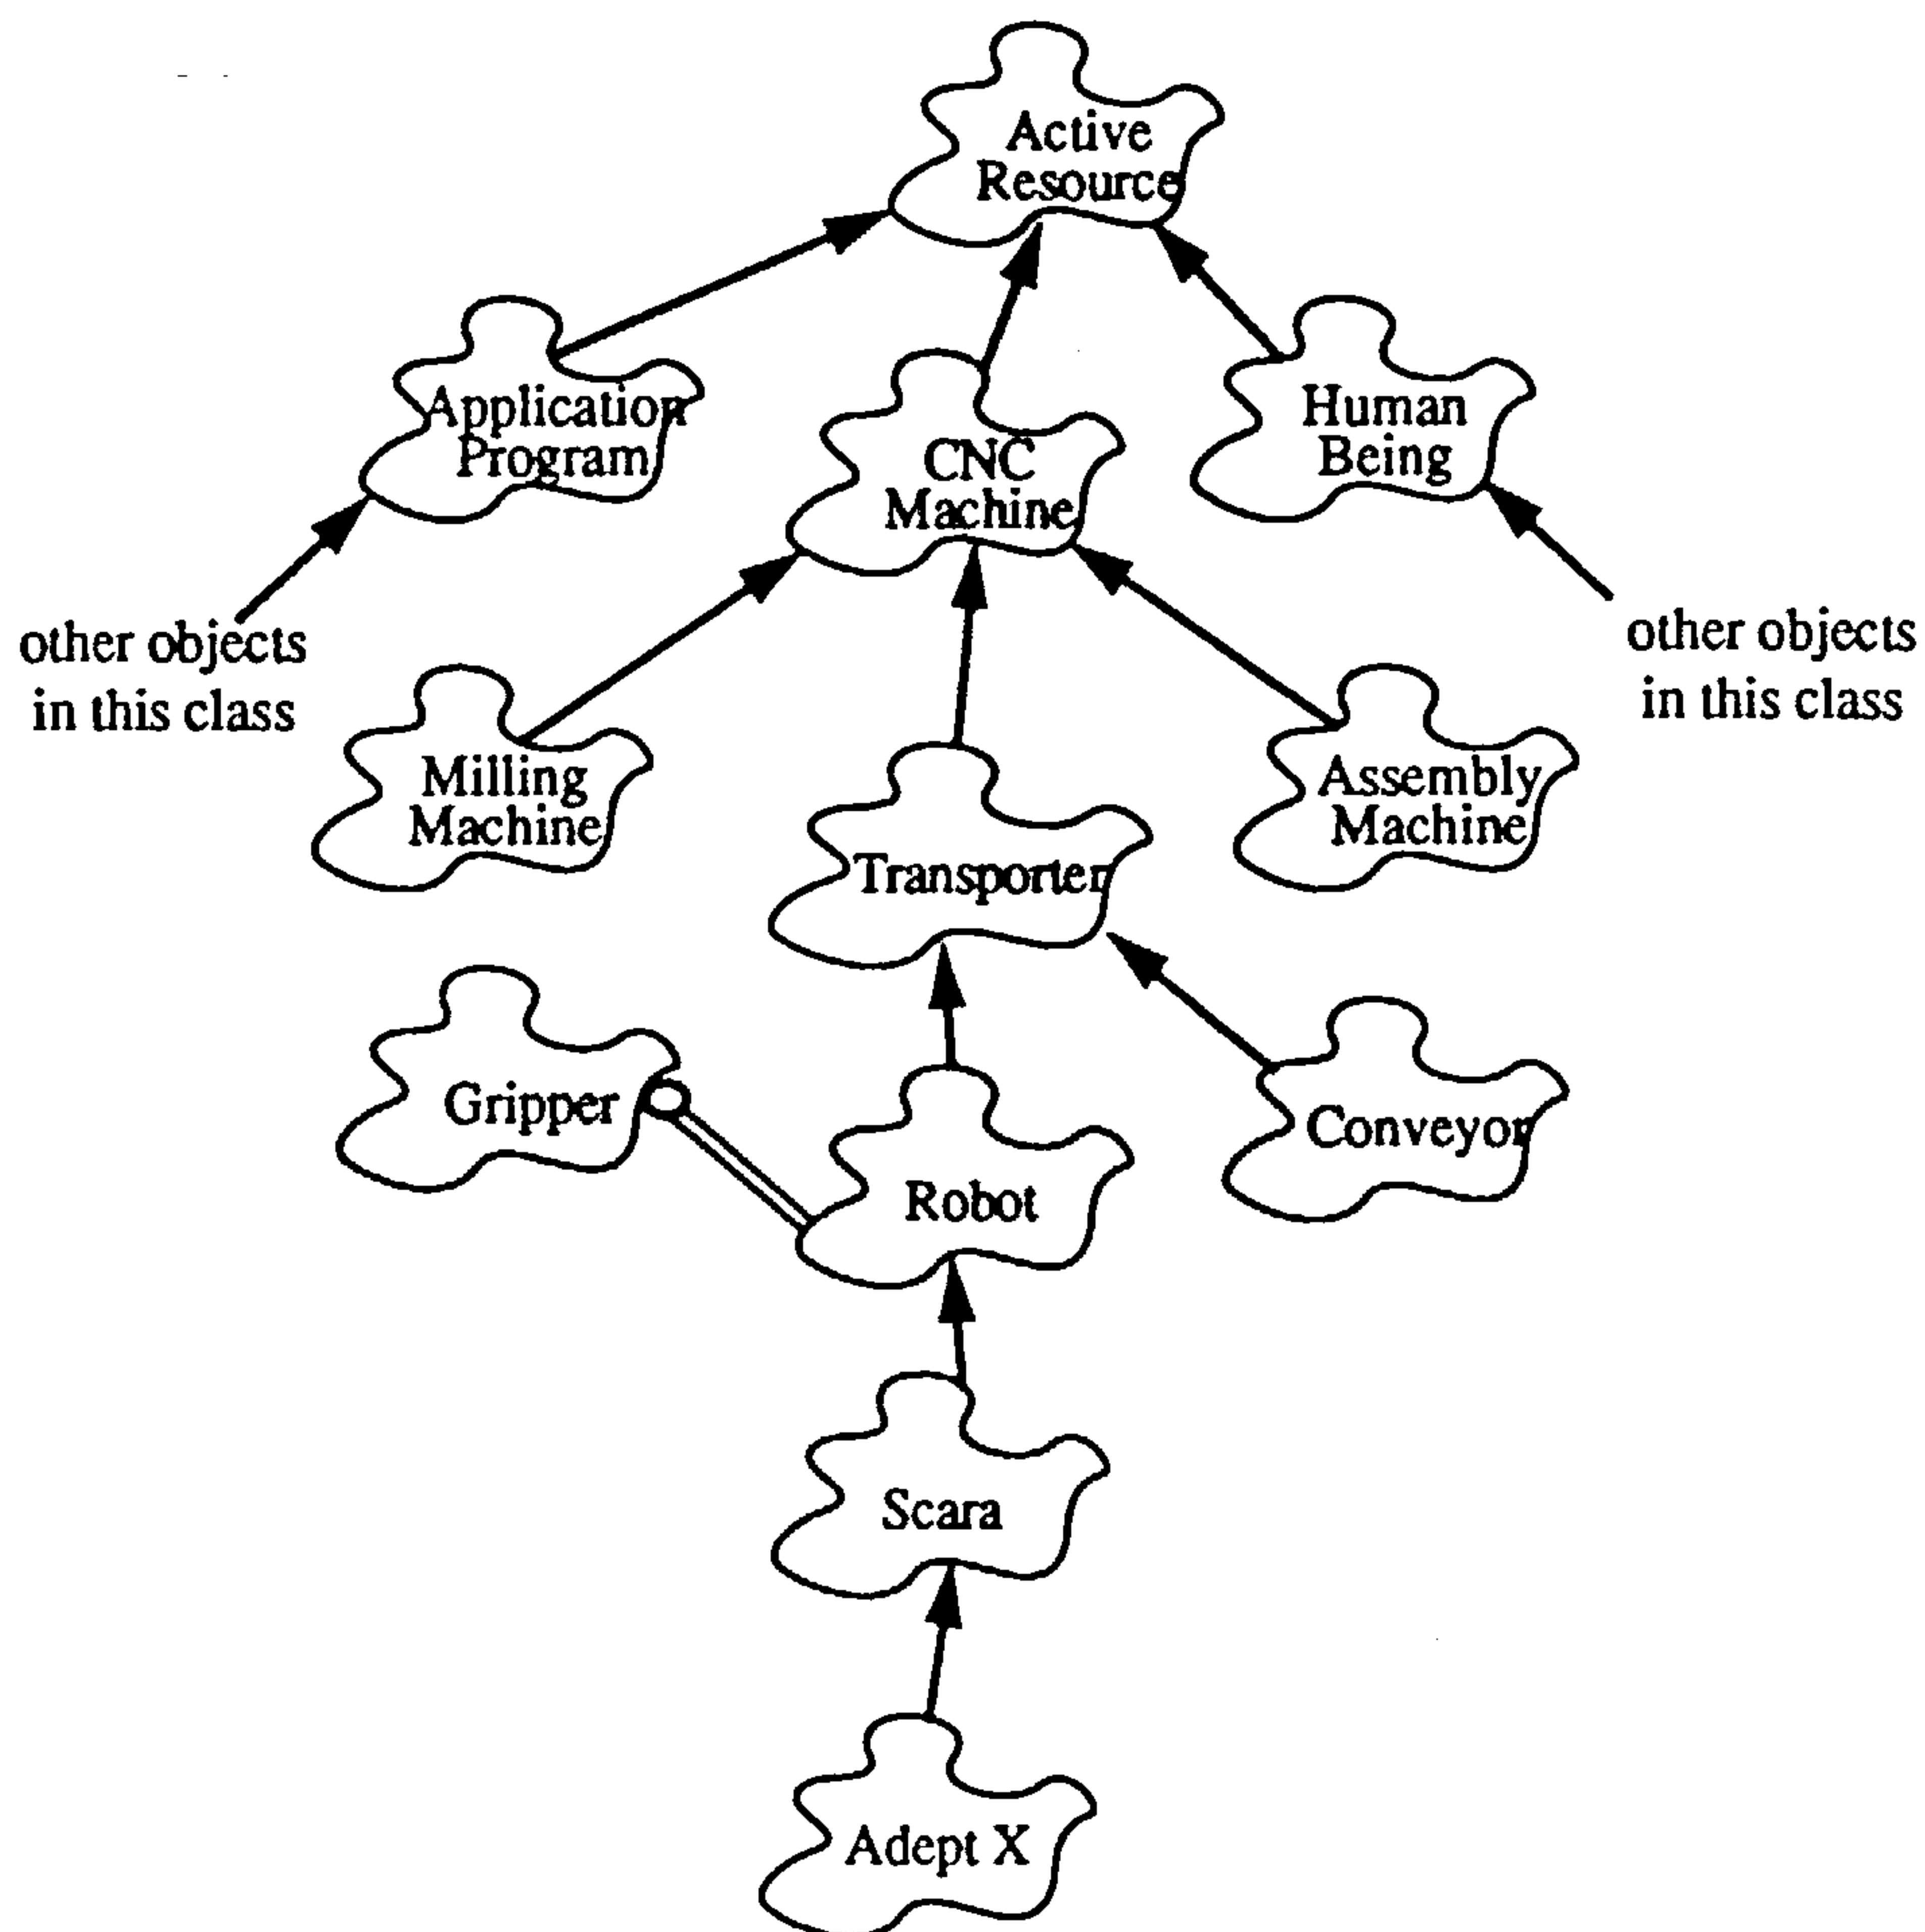 Active
Resource
Application
Program
CNC
Machine
Human
Being
other objects
in this class
other objects
in this class
Milling
Machine
Transporter
Assembly
Machine
Gripper
Robot
Conveyor
Scara
Adept X